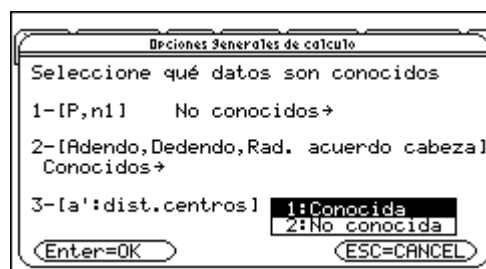 Opciones generales de calculo
Seleccione qué datos son conocidos
1-[P,n1] No conocidos→
2-[Adendo,Dedendo,Rad. acuerdo cabeza]
Conocidos→
3-[a':dist.centros] 1:Conocida
2:No conocida
Enter=OK ESC=CANCEL